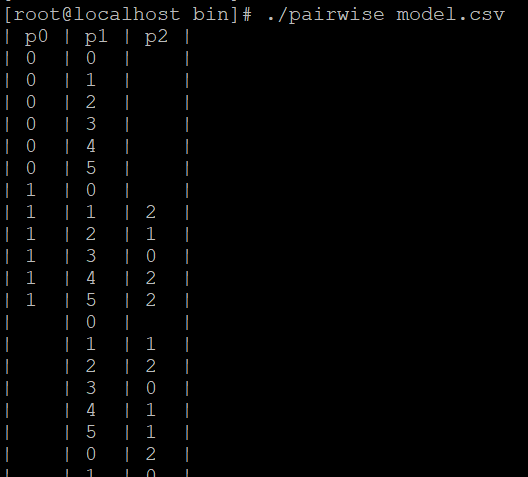 [root@localhost bin]# ./pairwise model.csv
| p0 | p1 | p2 |
| 0 | 0 | |
| 0 | 1 | |
| 0 | 2 | |
| 0 | 3 | |
| 0 | 4 | |
| 0 | 5 | |
| 1 | 0 | |
| 1 | 1 | 2 |
| 1 | 2 | 1 |
| 1 | 3 | 0 |
| 1 | 4 | 2 |
| 1 | 5 | 2 |
| | 0 | |
| | 1 | 1 |
| | 2 | 2 |
| | 3 | 0 |
| | 4 | 1 |
| | 5 | 1 |
| | 0 | 2 |
| | 1 | 0